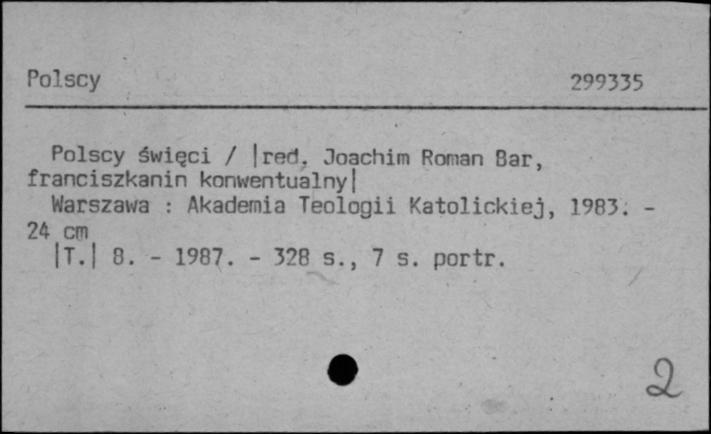 Polscy 299335
Polscy święci / |red. Joachim Roman Bar,
franciszkanin konwentualny|
Warszawa : Akademia Teologii Katolickiej, 1983. -
24 cm
|T.| 8. - 1987. - 328 s., 7 s. portr.
2